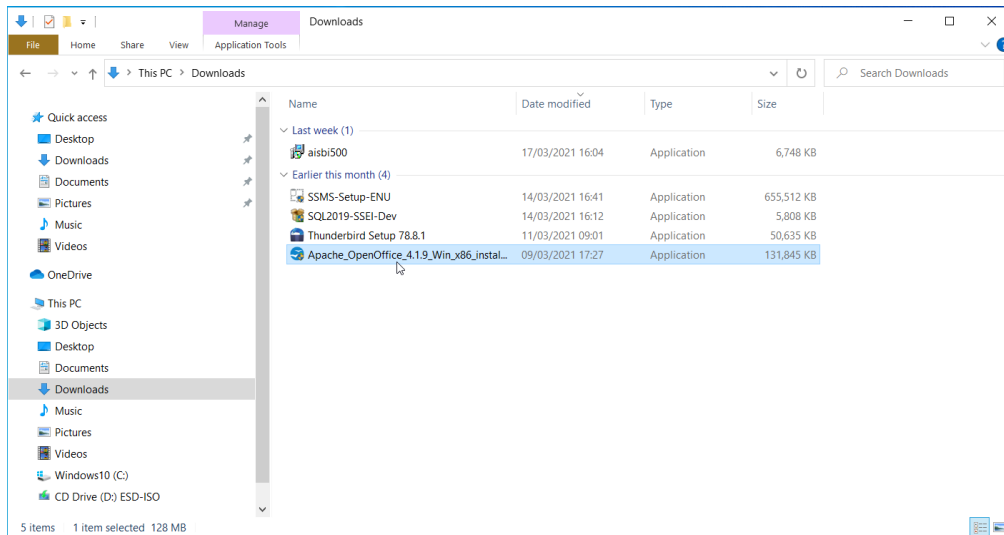 Manage Downloads
File Home Share View Application Tools
This PC > Downloads
Search Downloads
Quick access
Desktop
Downloads
Documents
Pictures
Music
Videos
OneDrive
This PC
3D Objects
Desktop
Documents
Downloads
Music
Pictures
Videos
Windows10 (C:)
CD Drive (D:) ESD-ISO
Name Date modified Type Size
Last week (1)
aisbi500 17/03/2021 16:04 Application 6,748 KB
Earlier this month (4)
SSMS-Setup-ENU 14/03/2021 16:41 Application 655,512 KB
SQL2019-SSEI-Dev 14/03/2021 16:12 Application 5,808 KB
Thunderbird Setup 78.8.1 11/03/2021 09:01 Application 50,635 KB
Apache_OpenOffice_4.1.9_Win_x86_instal... 09/03/2021 17:27 Application 131,845 KB
5 items 1 item selected 128 MB